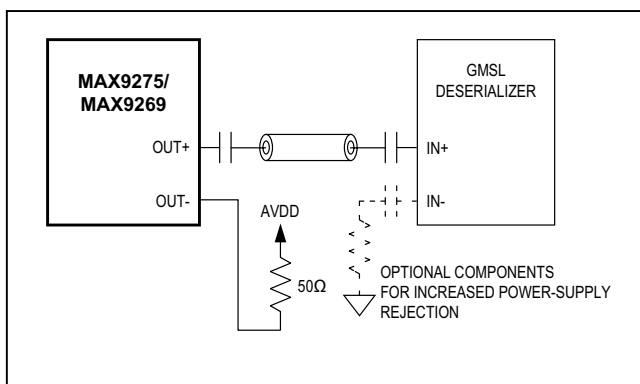 MAX9275/
MAX9269
GMSL
DESERIALIZER
OUT+
IN+
OUT-
IN-
AVDD
50Ω
OPTIONAL COMPONENTS
FOR INCREASED POWER-SUPPLY
REJECTION